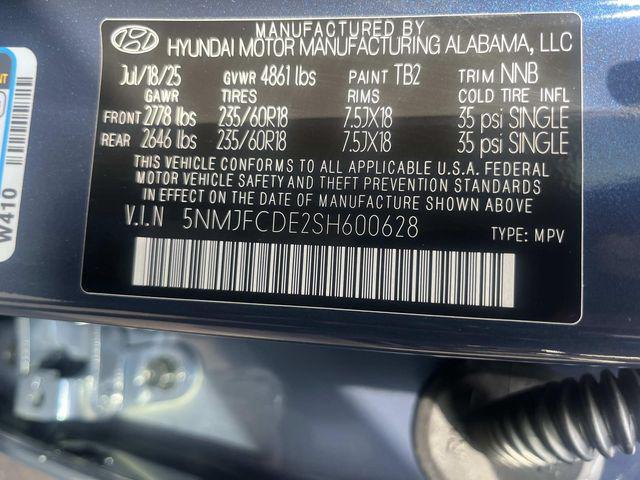 MANUFACTURED BY
HYUNDAI MOTOR MANUFACTURING ALABAMA, LLC
Jul/18/25 GVWR 4861 lbs PAINT TB2 TRIM NNB
GAWR TIRES RIMS COLD TIRE INFL
FRONT 2778 lbs 235/60R18 7.5JX18 35 psi SINGLE
REAR 2646 lbs 235/60R18 7.5JX18 35 psi SINGLE
THIS VEHICLE CONFORMS TO ALL APPLICABLE U.S.A. FEDERAL
MOTOR VEHICLE SAFETY AND THEFT PREVENTION STANDARDS
IN EFFECT ON THE DATE OF MANUFACTURE SHOWN ABOVE
V.I.N 5NMJFCDE2SH600628 TYPE: MPV
W410